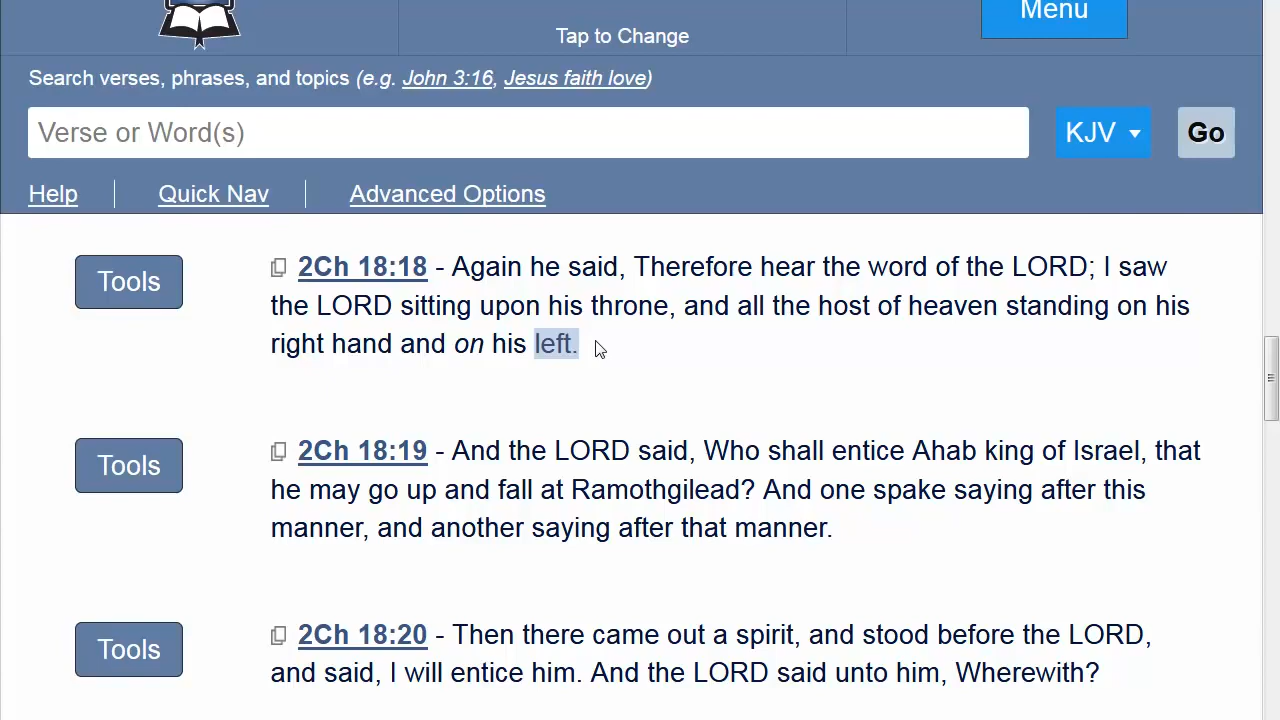 Menu
Tap to Change
Search verses, phrases, and topics (e.g. John 3:16, Jesus faith love)
Verse or Word(s)
KJV
Go
Help
Quick Nav
Advanced Options
Tools
2Ch 18:18 - Again he said, Therefore hear the word of the LORD; I saw
the LORD sitting upon his throne, and all the host of heaven standing on his
right hand and on his left.
Tools
2Ch 18:19 - And the LORD said, Who shall entice Ahab king of Israel, that
he may go up and fall at Ramothgilead? And one spake saying after this
manner, and another saying after that manner.
Tools
2Ch 18:20 - Then there came out a spirit, and stood before the LORD,
and said, I will entice him. And the LORD said unto him, Wherewith?